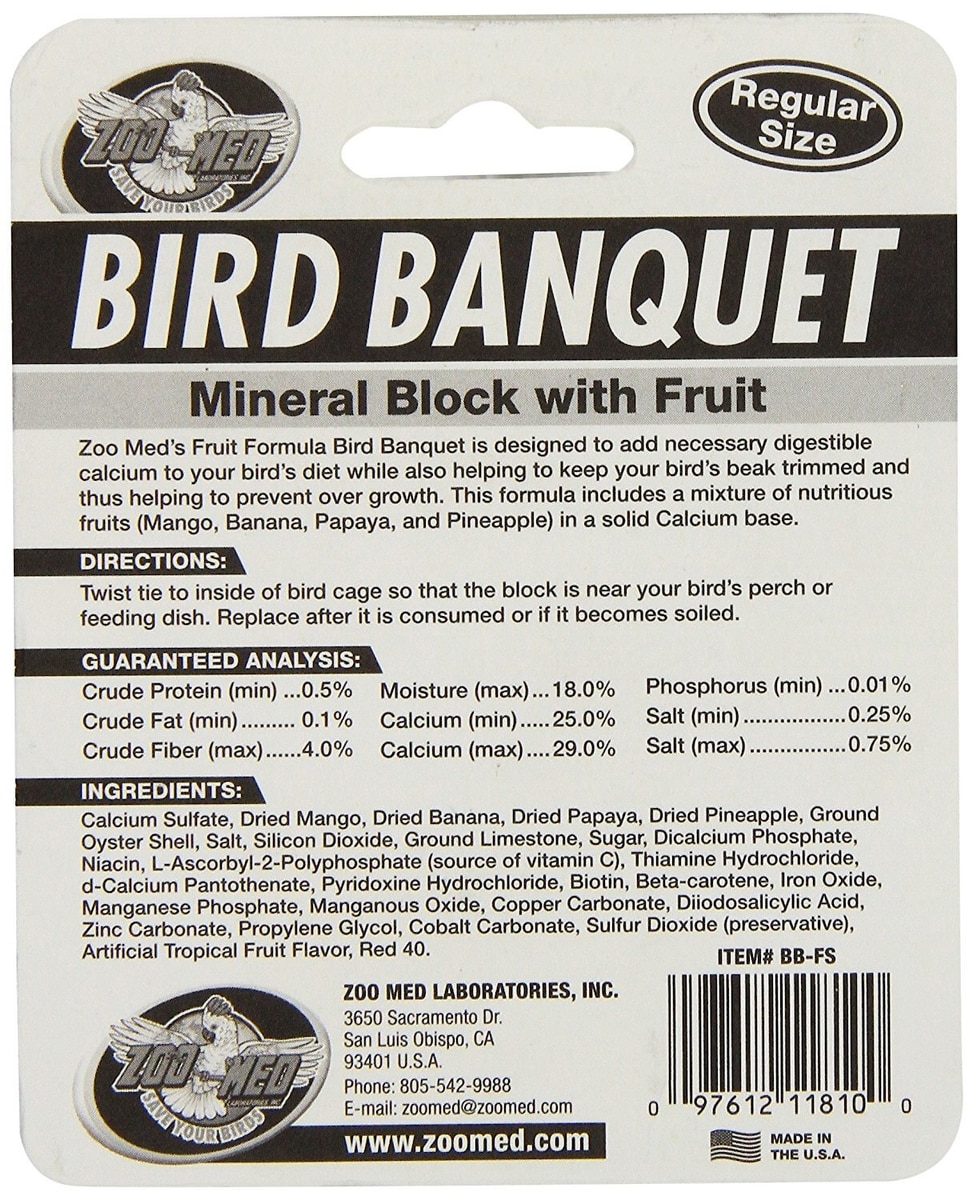 ZOO MED
LABORATORIES, INC.
SAVE YOUR BIRDS
Regular
Size
BIRD BANQUET
Mineral Block with Fruit
Zoo Med's Fruit Formula Bird Banquet is designed to add necessary digestible
calcium to your bird's diet while also helping to keep your bird's beak trimmed and
thus helping to prevent over growth. This formula includes a mixture of nutritious
fruits (Mango, Banana, Papaya, and Pineapple) in a solid Calcium base.
DIRECTIONS:
Twist tie to inside of bird cage so that the block is near your bird's perch or
feeding dish. Replace after it is consumed or if it becomes soiled.
GUARANTEED ANALYSIS:
Crude Protein (min) ...0.5% Moisture (max)...18.0% Phosphorus (min) ...0.01%
Crude Fat (min)......... 0.1% Calcium (min).....25.0% Salt (min) ................0.25%
Crude Fiber (max)......4.0% Calcium (max)....29.0% Salt (max) ...............0.75%
INGREDIENTS:
Calcium Sulfate, Dried Mango, Dried Banana, Dried Papaya, Dried Pineapple, Ground
Oyster Shell, Salt, Silicon Dioxide, Ground Limestone, Sugar, Dicalcium Phosphate,
Niacin, L-Ascorbyl-2-Polyphosphate (source of vitamin C), Thiamine Hydrochloride,
d-Calcium Pantothenate, Pyridoxine Hydrochloride, Biotin, Beta-carotene, Iron Oxide,
Manganese Phosphate, Manganous Oxide, Copper Carbonate, Diiodosalicylic Acid,
Zinc Carbonate, Propylene Glycol, Cobalt Carbonate, Sulfur Dioxide (preservative),
Artificial Tropical Fruit Flavor, Red 40.
ITEM# BB-FS
ZOO MED
LABORATORIES, INC.
SAVE YOUR BIRDS
ZOO MED LABORATORIES, INC.
3650 Sacramento Dr.
San Luis Obispo, CA
93401 U.S.A.
Phone: 805-542-9988
E-mail: zoomed@zoomed.com
www.zoomed.com
0 97612 11810 0
MADE IN
THE U.S.A.